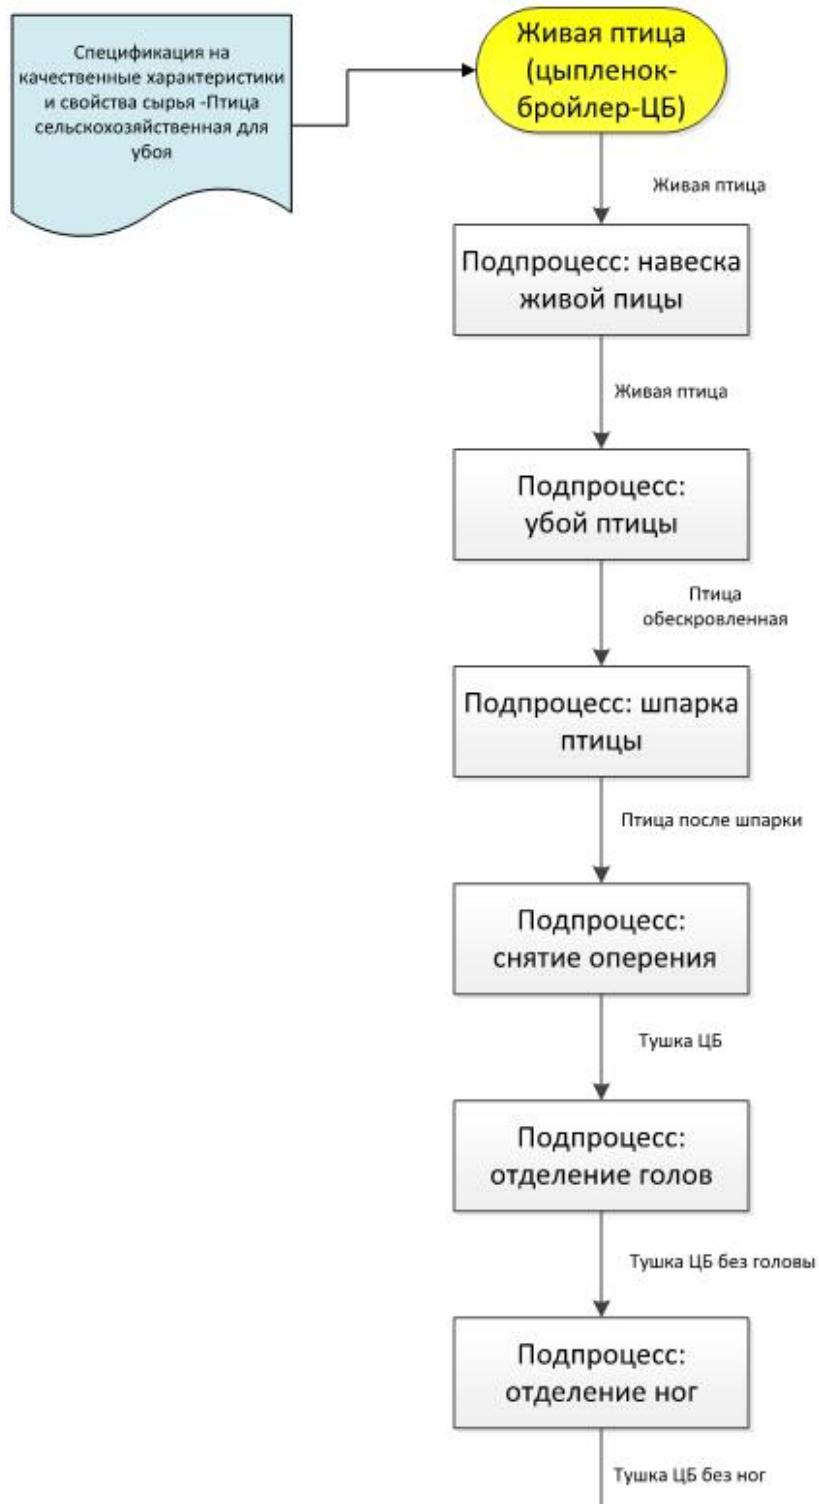 Спецификация на
качественные характеристики
и свойства сырья -Птица
сельскохозяйственная для
убоя
Живая птица
(цыпленок-
бройлер-ЦБ)
Живая птица
Подпроцесс: навеска
живой пицы
Живая птица
Подпроцесс:
убой птицы
Птица
обескровленная
Подпроцесс: шпарка
птицы
Птица после шпарки
Подпроцесс:
снятие оперения
Тушка ЦБ
Подпроцесс:
отделение голов
Тушка ЦБ без головы
Подпроцесс:
отделение ног
Тушка ЦБ без ног